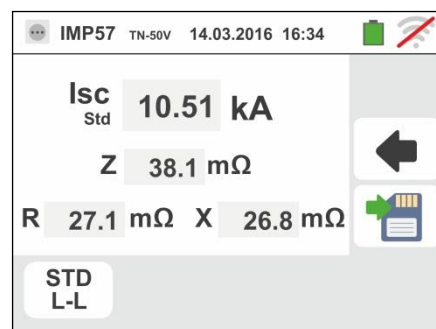 IMP57 TN-50V 14.03.2016 16:34
Isc 10.51 kA
Std
Z 38.1 mΩ
R 27.1 mΩ X 26.8 mΩ
STD
L-L